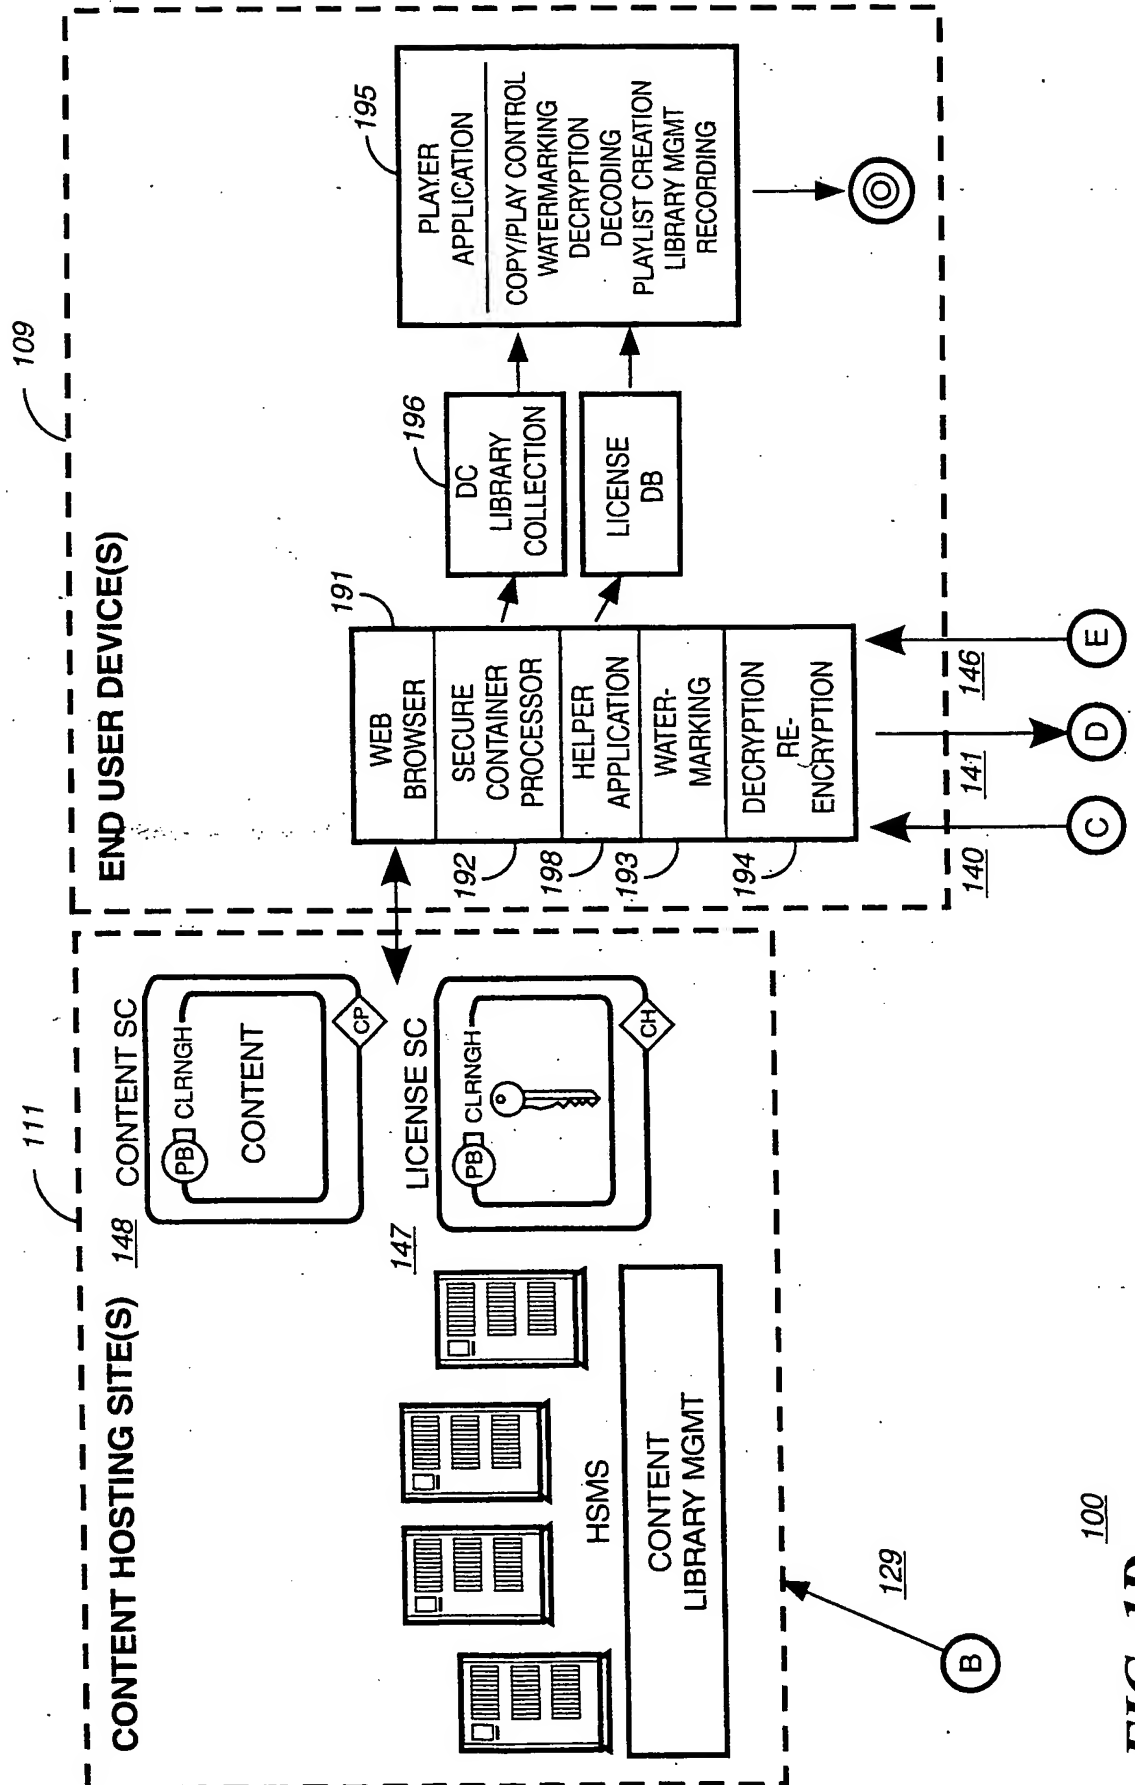 111
109
CONTENT HOSTING SITE(S)
148
CONTENT SC
PB
CLRNGH
CONTENT
CP
147
LICENSE SC
PB
CLRNGH
CH
HSMS
CONTENT
LIBRARY MGMT
129
B
END USER DEVICE(S)
191
WEB
BROWSER
SECURE
CONTAINER
PROCESSOR
HELPER
APPLICATION
WATER-
MARKING
DECRYPTION
RE-
ENCRYPTION
192
198
193
194
196
DC
LIBRARY
COLLECTION
LICENSE
DB
195
PLAYER
APPLICATION
COPY/PLAY CONTROL
WATERMARKING
DECRYPTION
DECODING
PLAYLIST CREATION
LIBRARY MGMT
RECORDING
140
141
146
C
D
E
100